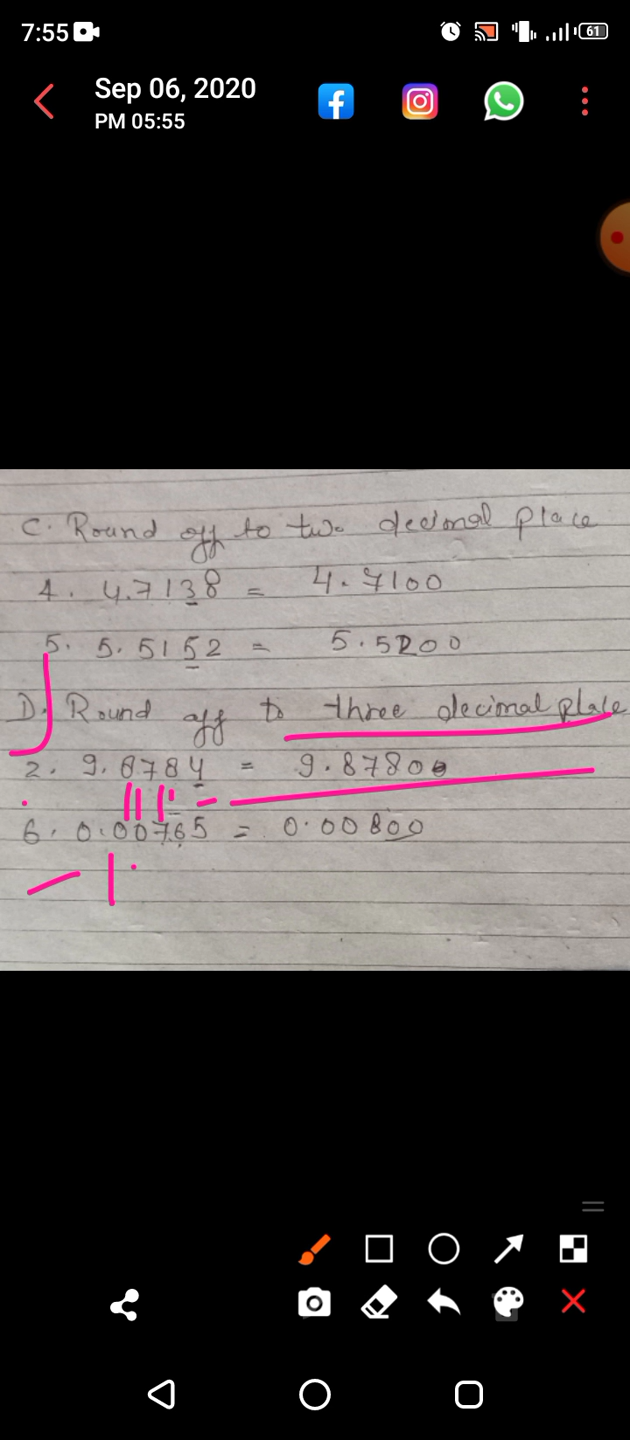 7:55
61
Sep 06, 2020
PM 05:55
C. Round off to two decimal place
4. 4.7138 = 4.7100
5. 5.5152 = 5.5200
D. Round off to three decimal place
2. 9.8784 = 9.8780
6. 0.00765 = 0.00800